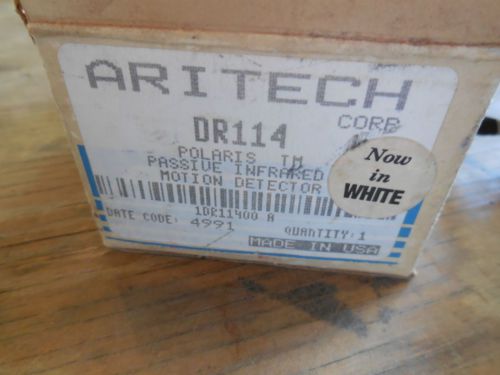 ARITECH
CORP
DR114
POLARIS TM
PASSIVE INFRARED
MOTION DETECTOR
Now
in
WHITE
1DR11400 A
DATE CODE: 4991
QUANTITY: 1
MADE IN USA